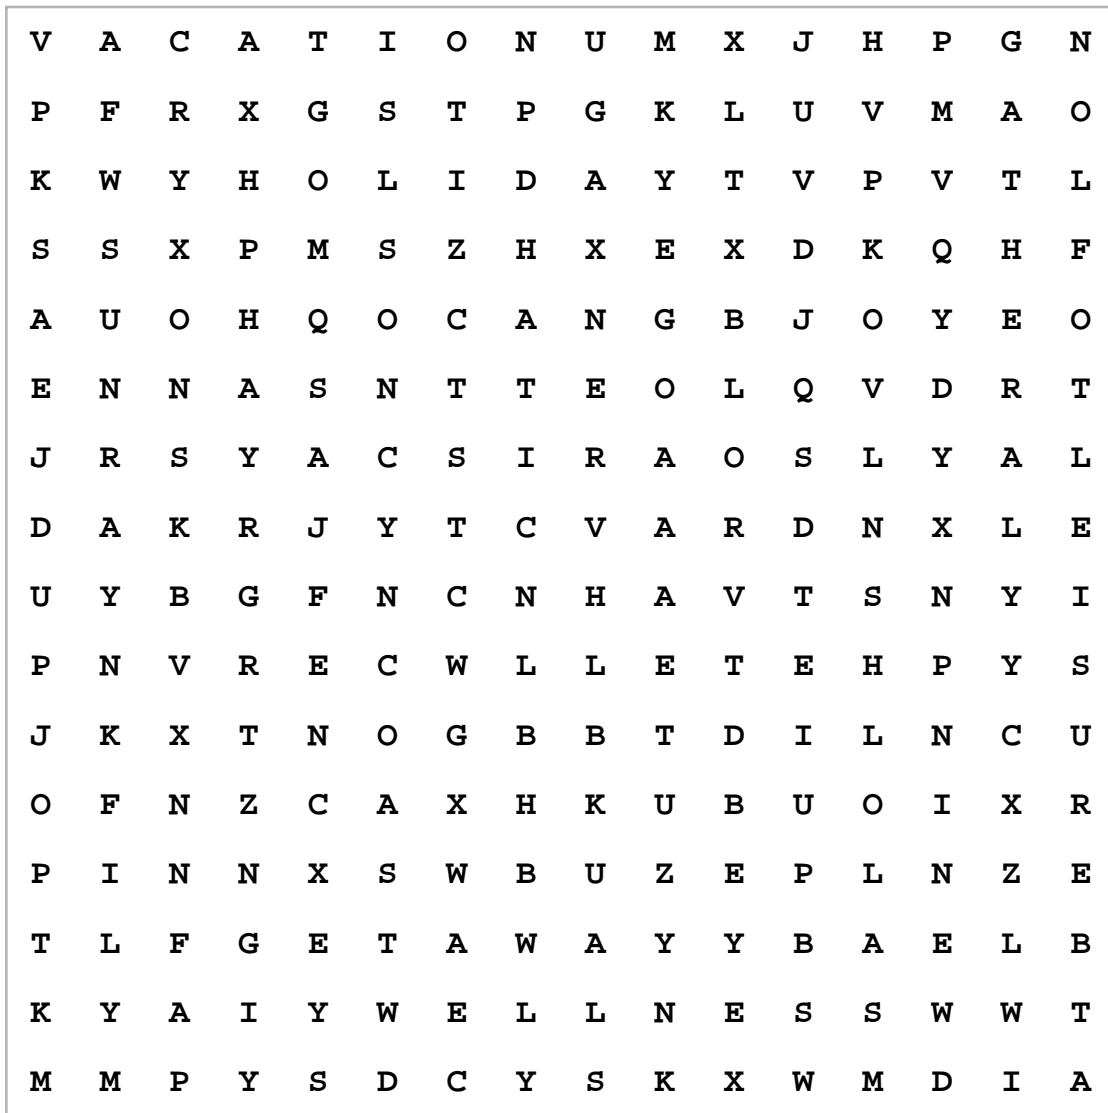 V A C A T I O N U M X J H P G N
P F R X G S T P G K L U V M A O
K W Y H O L I D A Y T V P V T L
S S X P M S Z H X E X D K Q H F
A U O H Q O C A N G B J O Y E O
E N N A S N T T E O L Q V D R T
J R S Y A C S I R A O S L Y A L
D A K R J Y T C V A R D N X L E
U Y B G F N C N H A V T S N Y I
P N V R E C W L L E T E H P Y S
J K X T N O G B B T D I L N C U
O F N Z C A X H K U B U O I X R
P I N N X S W B U Z E P L N Z E
T L F G E T A W A Y Y B A E L B
K Y A I Y W E L L N E S S W W T
M M P Y S D C Y S K X W M D I A